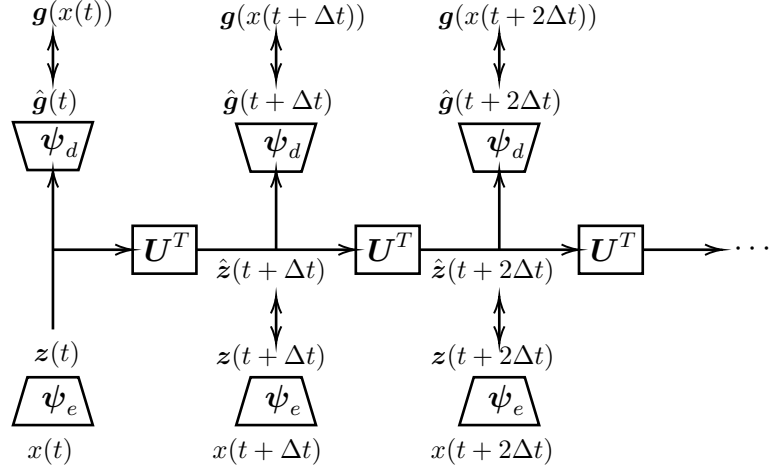 g(x(t)) g(x(t + Δt)) g(x(t + 2Δt))
ĝ(t) ĝ(t + Δt) ĝ(t + 2Δt)
ψ_d ψ_d ψ_d
U^T U^T U^T ⋯
ẑ(t + Δt) ẑ(t + 2Δt)
z(t) z(t + Δt) z(t + 2Δt)
ψ_e ψ_e ψ_e
x(t) x(t + Δt) x(t + 2Δt)